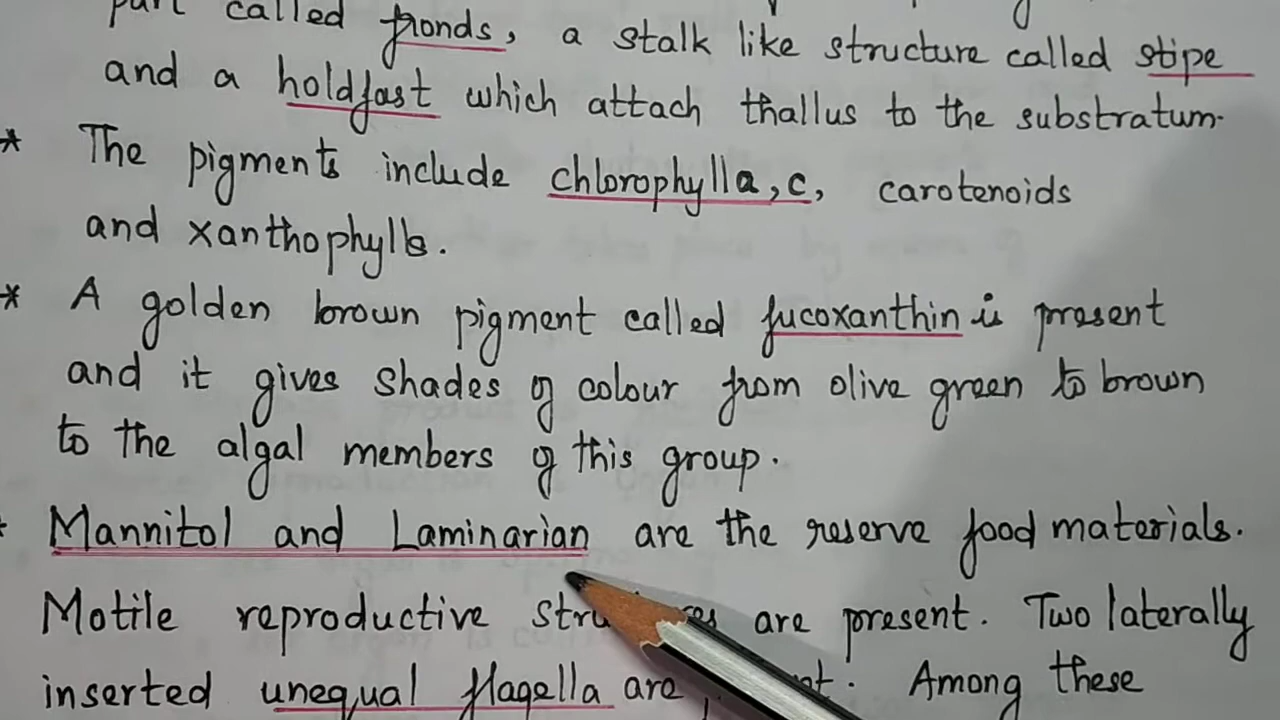 part called fronds, a stalk like structure called stipe
and a holdfast which attach thallus to the substratum.
* The pigments include chlorophyll a, c, carotenoids
and xanthophylls.
* A golden brown pigment called fucoxanthin is present
and it gives shades of colour from olive green to brown
to the algal members of this group.
* Mannitol and Laminarian are the reserve food materials.
Motile reproductive are present. Two laterally
inserted unequal flagella are Among these